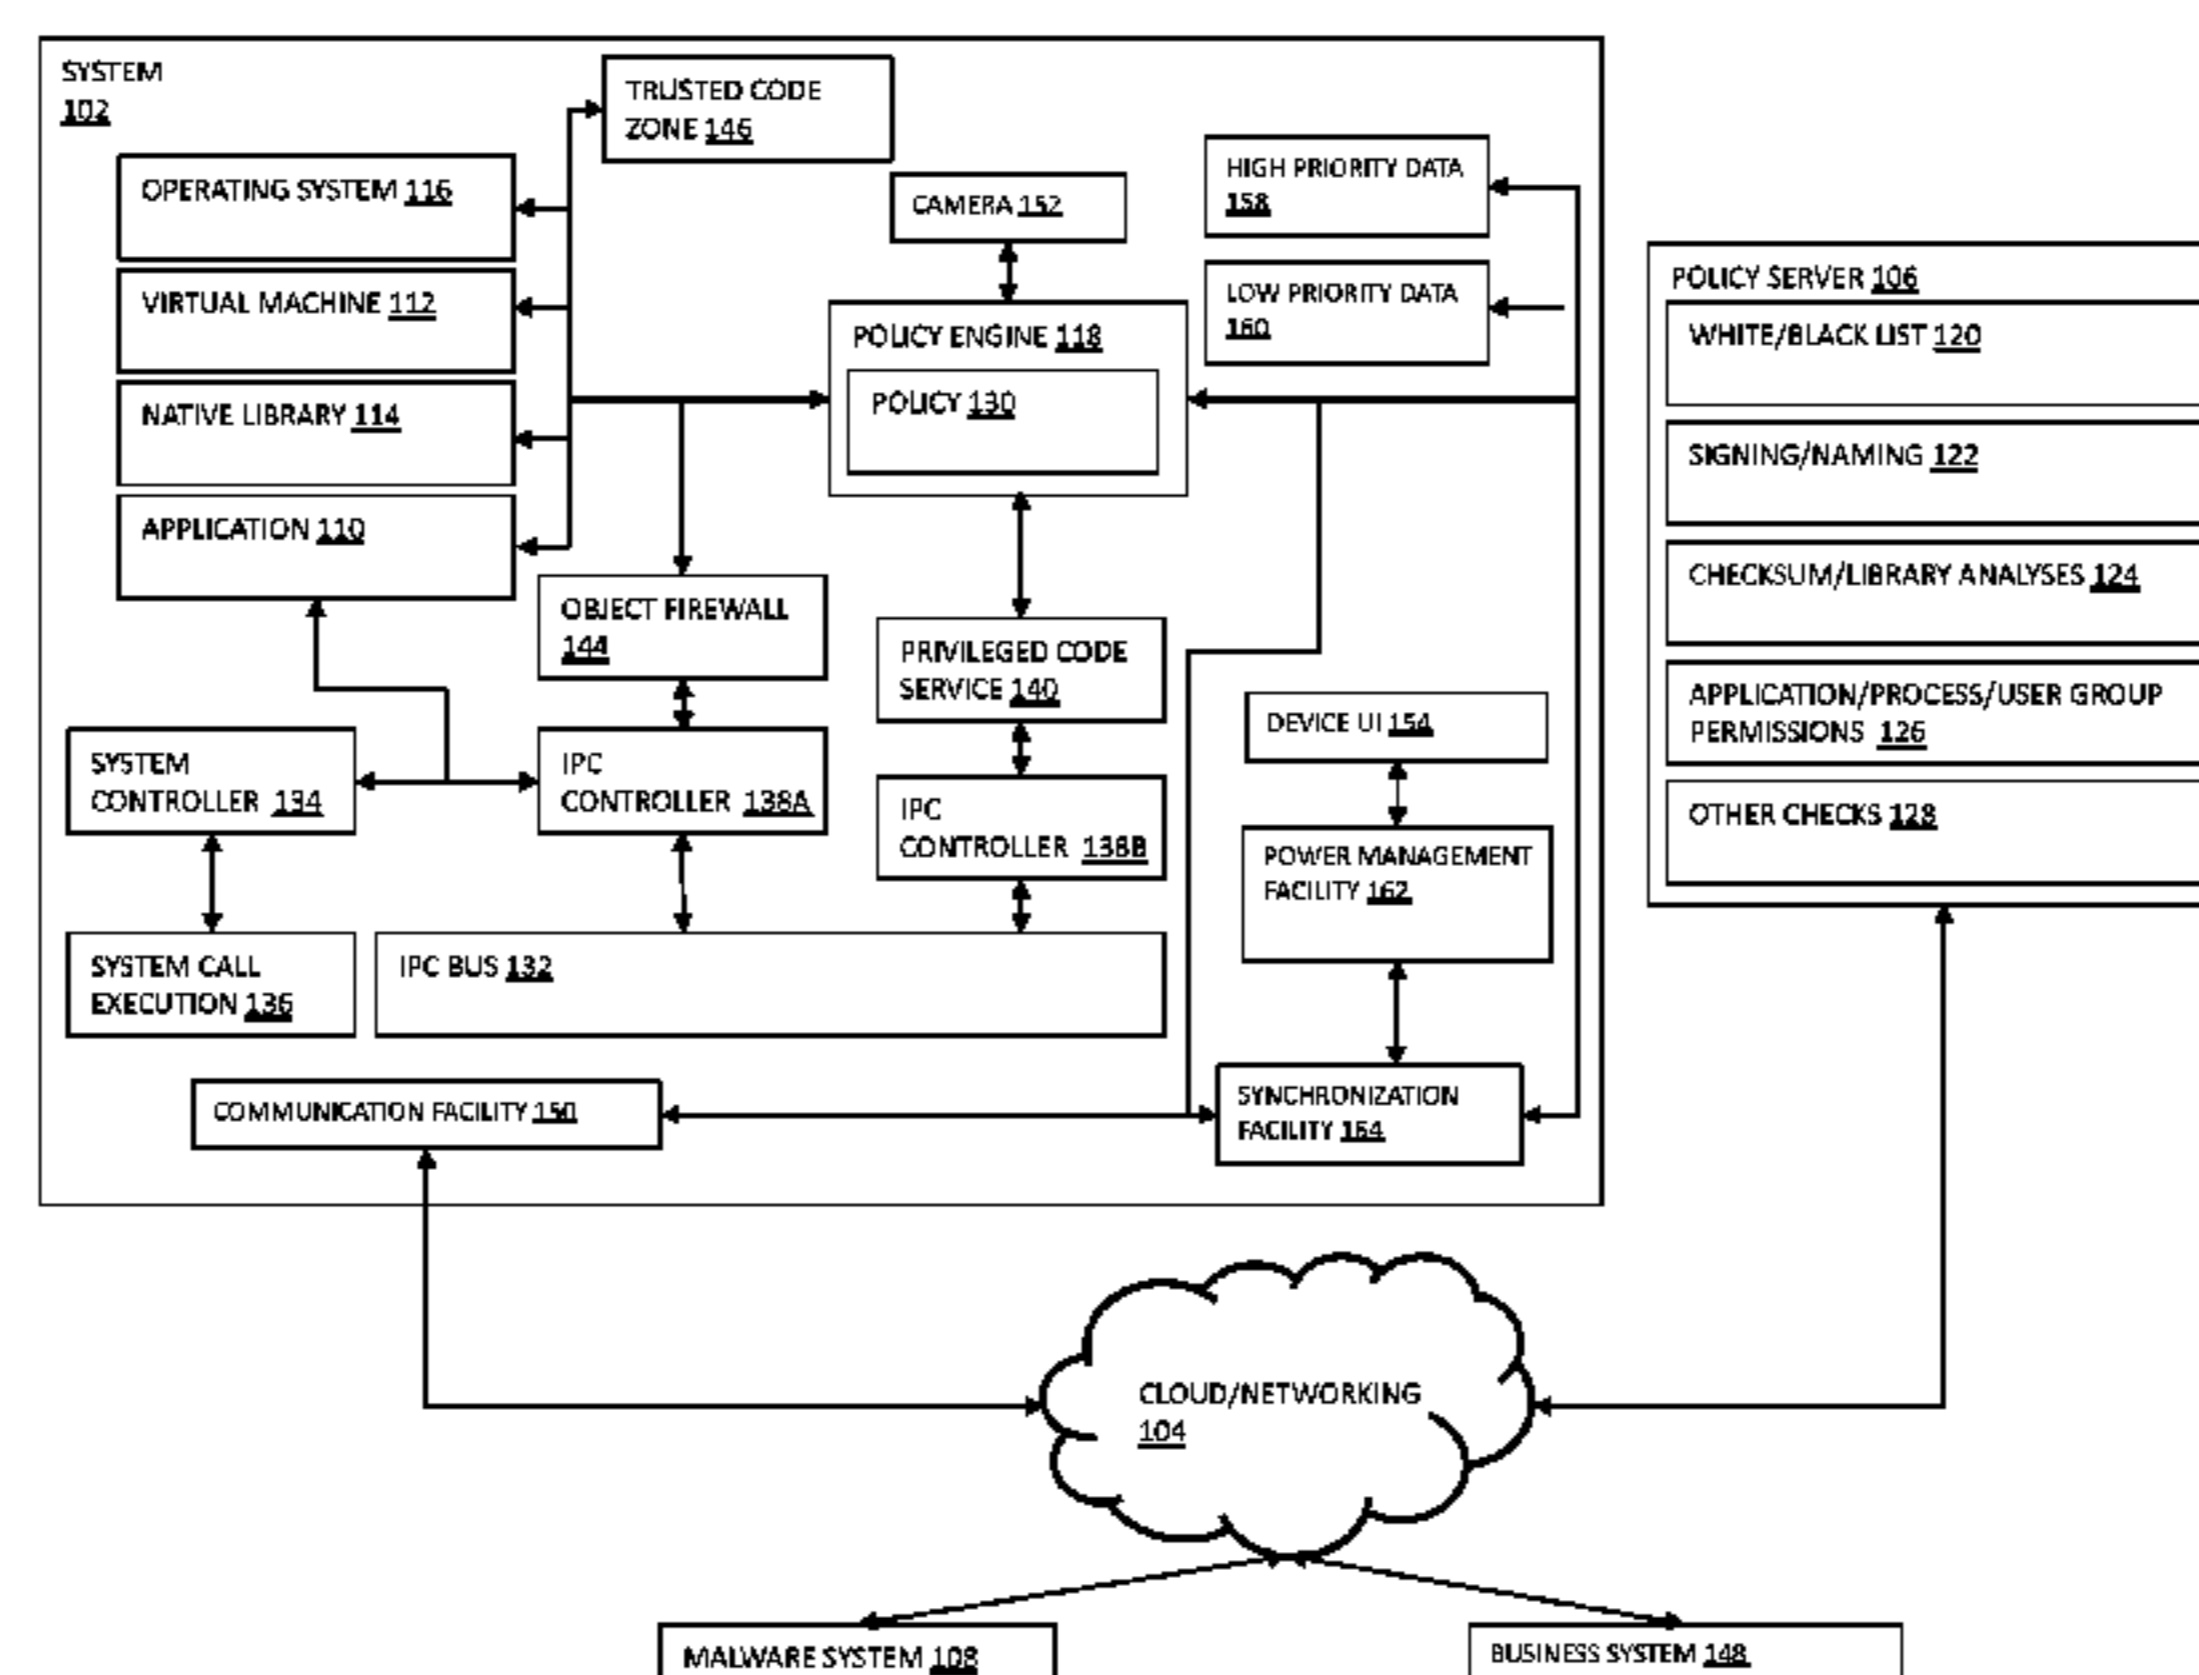 SYSTEM
102
TRUSTED CODE
ZONE 146
OPERATING SYSTEM 116
CAMERA 152
HIGH PRIORITY DATA
158
VIRTUAL MACHINE 112
LOW PRIORITY DATA
160
POLICY ENGINE 118
POLICY 130
NATIVE LIBRARY 114
APPLICATION 110
OBJECT FIREWALL
144
PRIVILEGED CODE
SERVICE 140
DEVICE UI 154
SYSTEM
CONTROLLER 134
IPC
CONTROLLER 138A
IPC
CONTROLLER 138B
POWER MANAGEMENT
FACILITY 162
SYSTEM CALL
EXECUTION 136
IPC BUS 132
COMMUNICATION FACILITY 150
SYNCHRONIZATION
FACILITY 164
POLICY SERVER 106
WHITE/BLACK LIST 120
SIGNING/NAMING 122
CHECKSUM/LIBRARY ANALYSES 124
APPLICATION/PROCESS/USER GROUP
PERMISSIONS 126
OTHER CHECKS 128
CLOUD/NETWORKING
104
MALWARE SYSTEM 108
BUSINESS SYSTEM 148